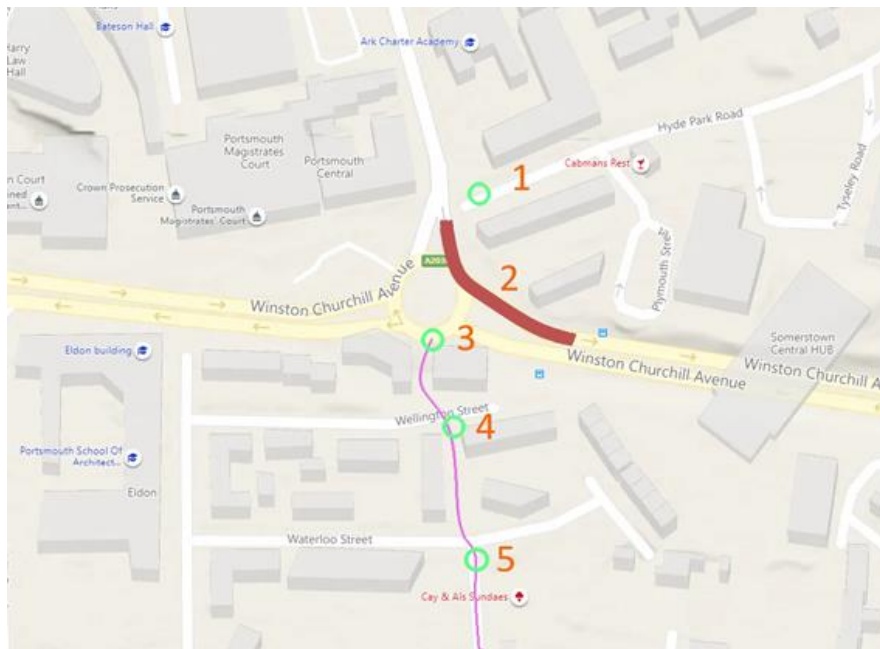 Bateson Hall
Ark Charter Academy
Harry
Law
Hall
Hyde Park Road
Portsmouth
Magistrates
Court
Portsmouth
Central
Cabmans Rest
Tyseley Road
n Court
Crown Prosecution
Service
1
Portsmouth
Magistrates' Court
Plymouth Street
2
Winston Churchill Avenue
3
Eldon building
Somerstown
Central HUB
Winston Churchill Avenue
Winston Churchill A
Wellington Street
4
Portsmouth School Of
Architect...
Eldon
Waterloo Street
5
Cay & Als Sundaes